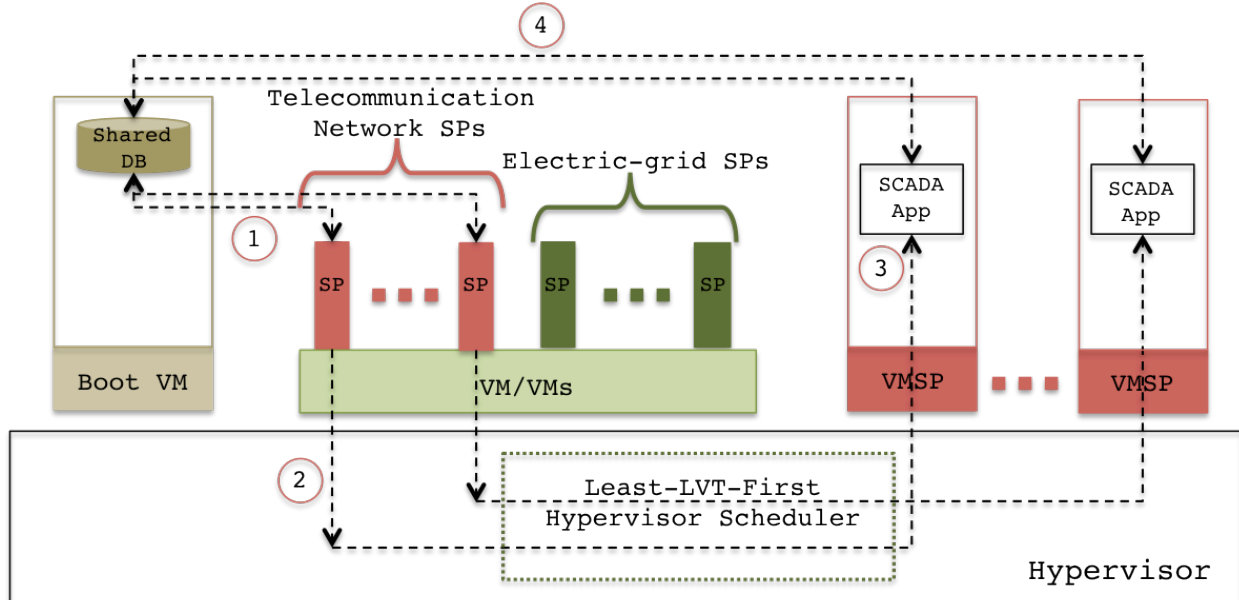 4
Telecommunication
Network SPs
Shared
DB
Electric-grid SPs
SCADA
App
SCADA
App
1
3
SP
SP
SP
SP
Boot VM
VM/VMs
VMSP
VMSP
2
Least-LVT-First
Hypervisor Scheduler
Hypervisor